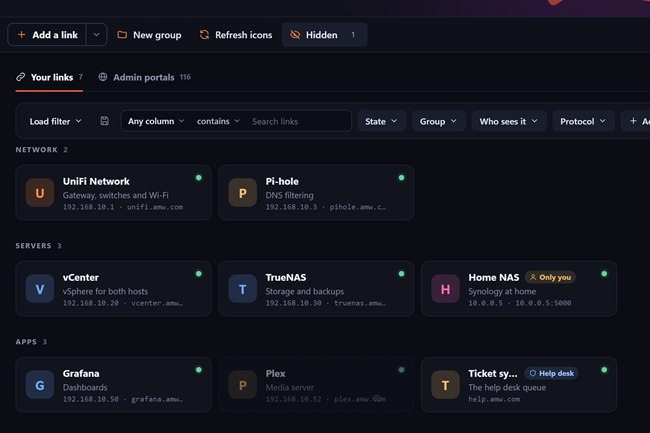 Add a link
New group
Refresh icons
Hidden 1
Your links 7
Admin portals 116
Load filter
Any column
contains
Search links
State
Group
Who sees it
Protocol
NETWORK 2
U
UniFi Network
Gateway, switches and Wi-Fi
192.168.10.1 · unifi.amw.com
P
Pi-hole
DNS filtering
192.168.10.3 · pihole.amw.c…
SERVERS 3
V
vCenter
vSphere for both hosts
192.168.10.20 · vcenter.amw…
T
TrueNAS
Storage and backups
192.168.10.30 · truenas.amw…
H
Home NAS
Only you
Synology at home
10.0.0.5 · 10.0.0.5:5000
APPS 3
G
Grafana
Dashboards
192.168.10.50 · grafana.amw…
P
Plex
Media server
192.168.10.52 · plex.amw.com
T
Ticket sy…
Help desk
The help desk queue
help.amw.com